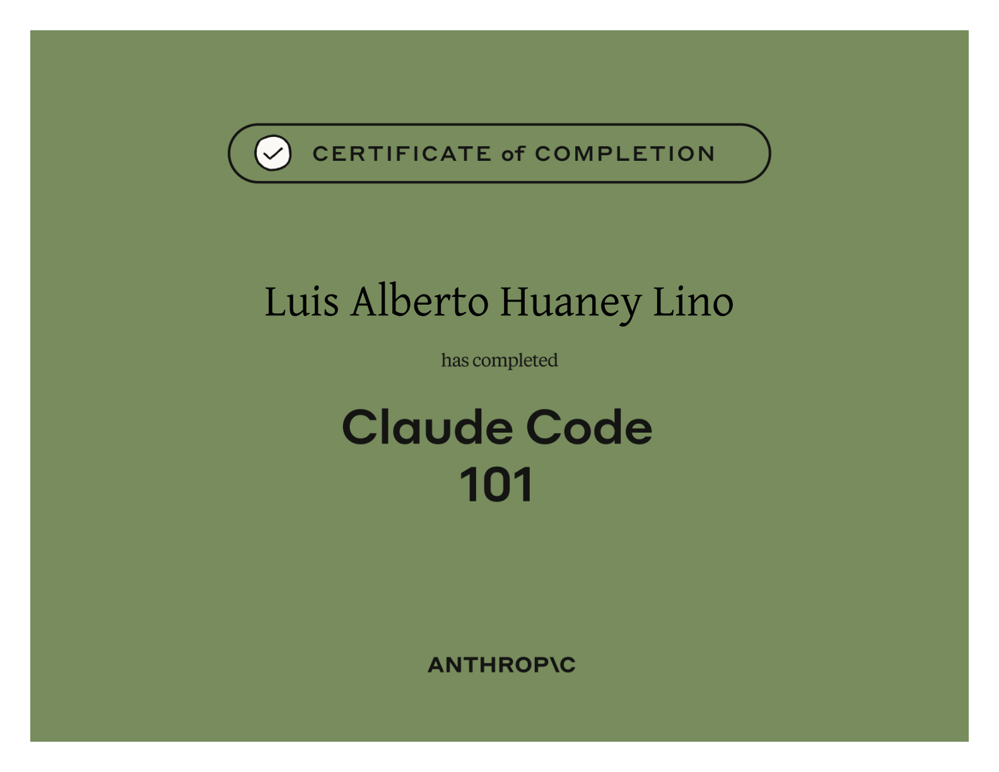 CERTIFICATE of COMPLETION
Luis Alberto Huaney Lino
has completed
Claude Code
101
ANTHROP\C